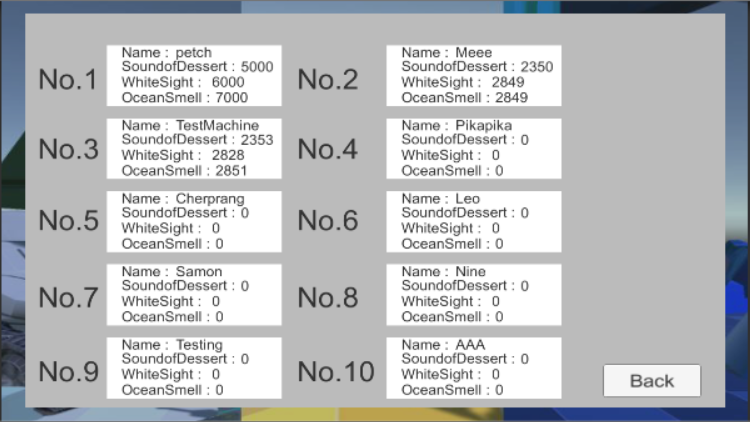 No.1
Name : petch
SoundofDessert : 5000
WhiteSight : 6000
OceanSmell : 7000
No.2
Name : Meee
SoundofDessert : 2350
WhiteSight : 2849
OceanSmell : 2849
No.3
Name : TestMachine
SoundofDessert : 2353
WhiteSight : 2828
OceanSmell : 2851
No.4
Name : Pikapika
SoundofDessert : 0
WhiteSight : 0
OceanSmell : 0
No.5
Name : Cherprang
SoundofDessert : 0
WhiteSight : 0
OceanSmell : 0
No.6
Name : Leo
SoundofDessert : 0
WhiteSight : 0
OceanSmell : 0
No.7
Name : Samon
SoundofDessert : 0
WhiteSight : 0
OceanSmell : 0
No.8
Name : Nine
SoundofDessert : 0
WhiteSight : 0
OceanSmell : 0
No.9
Name : Testing
SoundofDessert : 0
WhiteSight : 0
OceanSmell : 0
No.10
Name : AAA
SoundofDessert : 0
WhiteSight : 0
OceanSmell : 0
Back